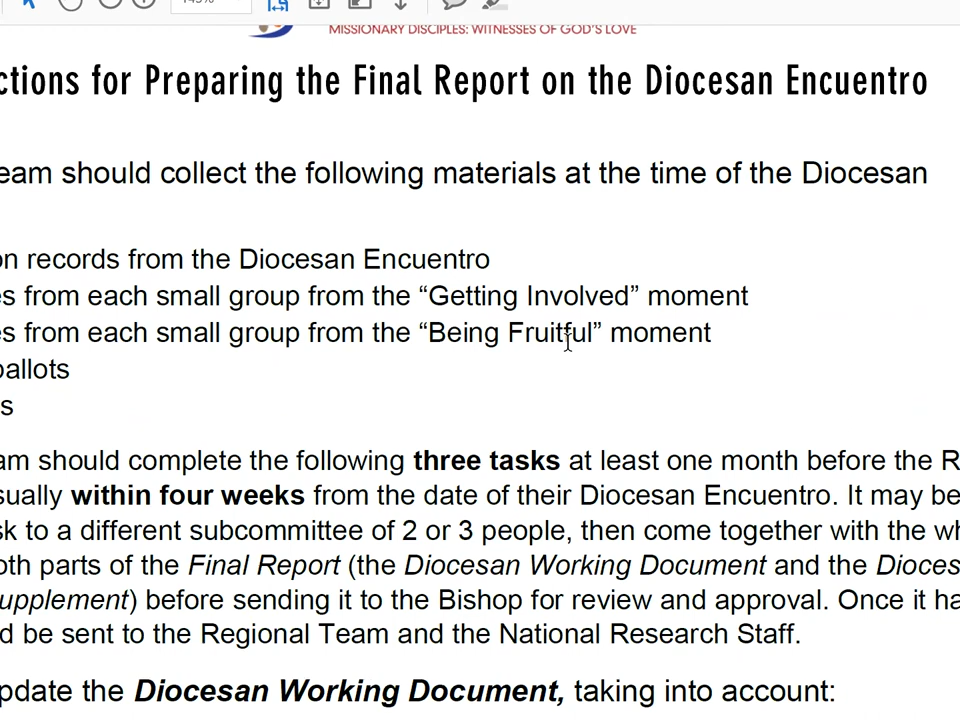 MISSIONARY DISCIPLES: WITNESSES OF GOD'S LOVE
ctions for Preparing the Final Report on the Diocesan Encuentro
eam should collect the following materials at the time of the Diocesan
on records from the Diocesan Encuentro
es from each small group from the “Getting Involved” moment
es from each small group from the “Being Fruitful” moment
ballots
s
am should complete the following three tasks at least one month before the R
sually within four weeks from the date of their Diocesan Encuentro. It may be
sk to a different subcommittee of 2 or 3 people, then come together with the wh
oth parts of the Final Report (the Diocesan Working Document and the Dioces
upplement) before sending it to the Bishop for review and approval. Once it ha
d be sent to the Regional Team and the National Research Staff.
pdate the Diocesan Working Document, taking into account: